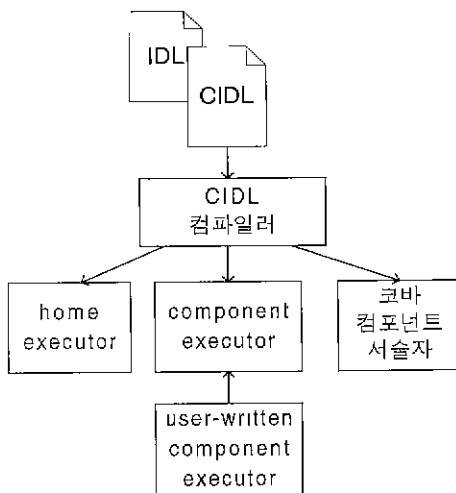 IDL
CIDL
CIDL
컴파일러
home
executor
component
executor
코바
컴포넌트
서술자
user-written
component
executor